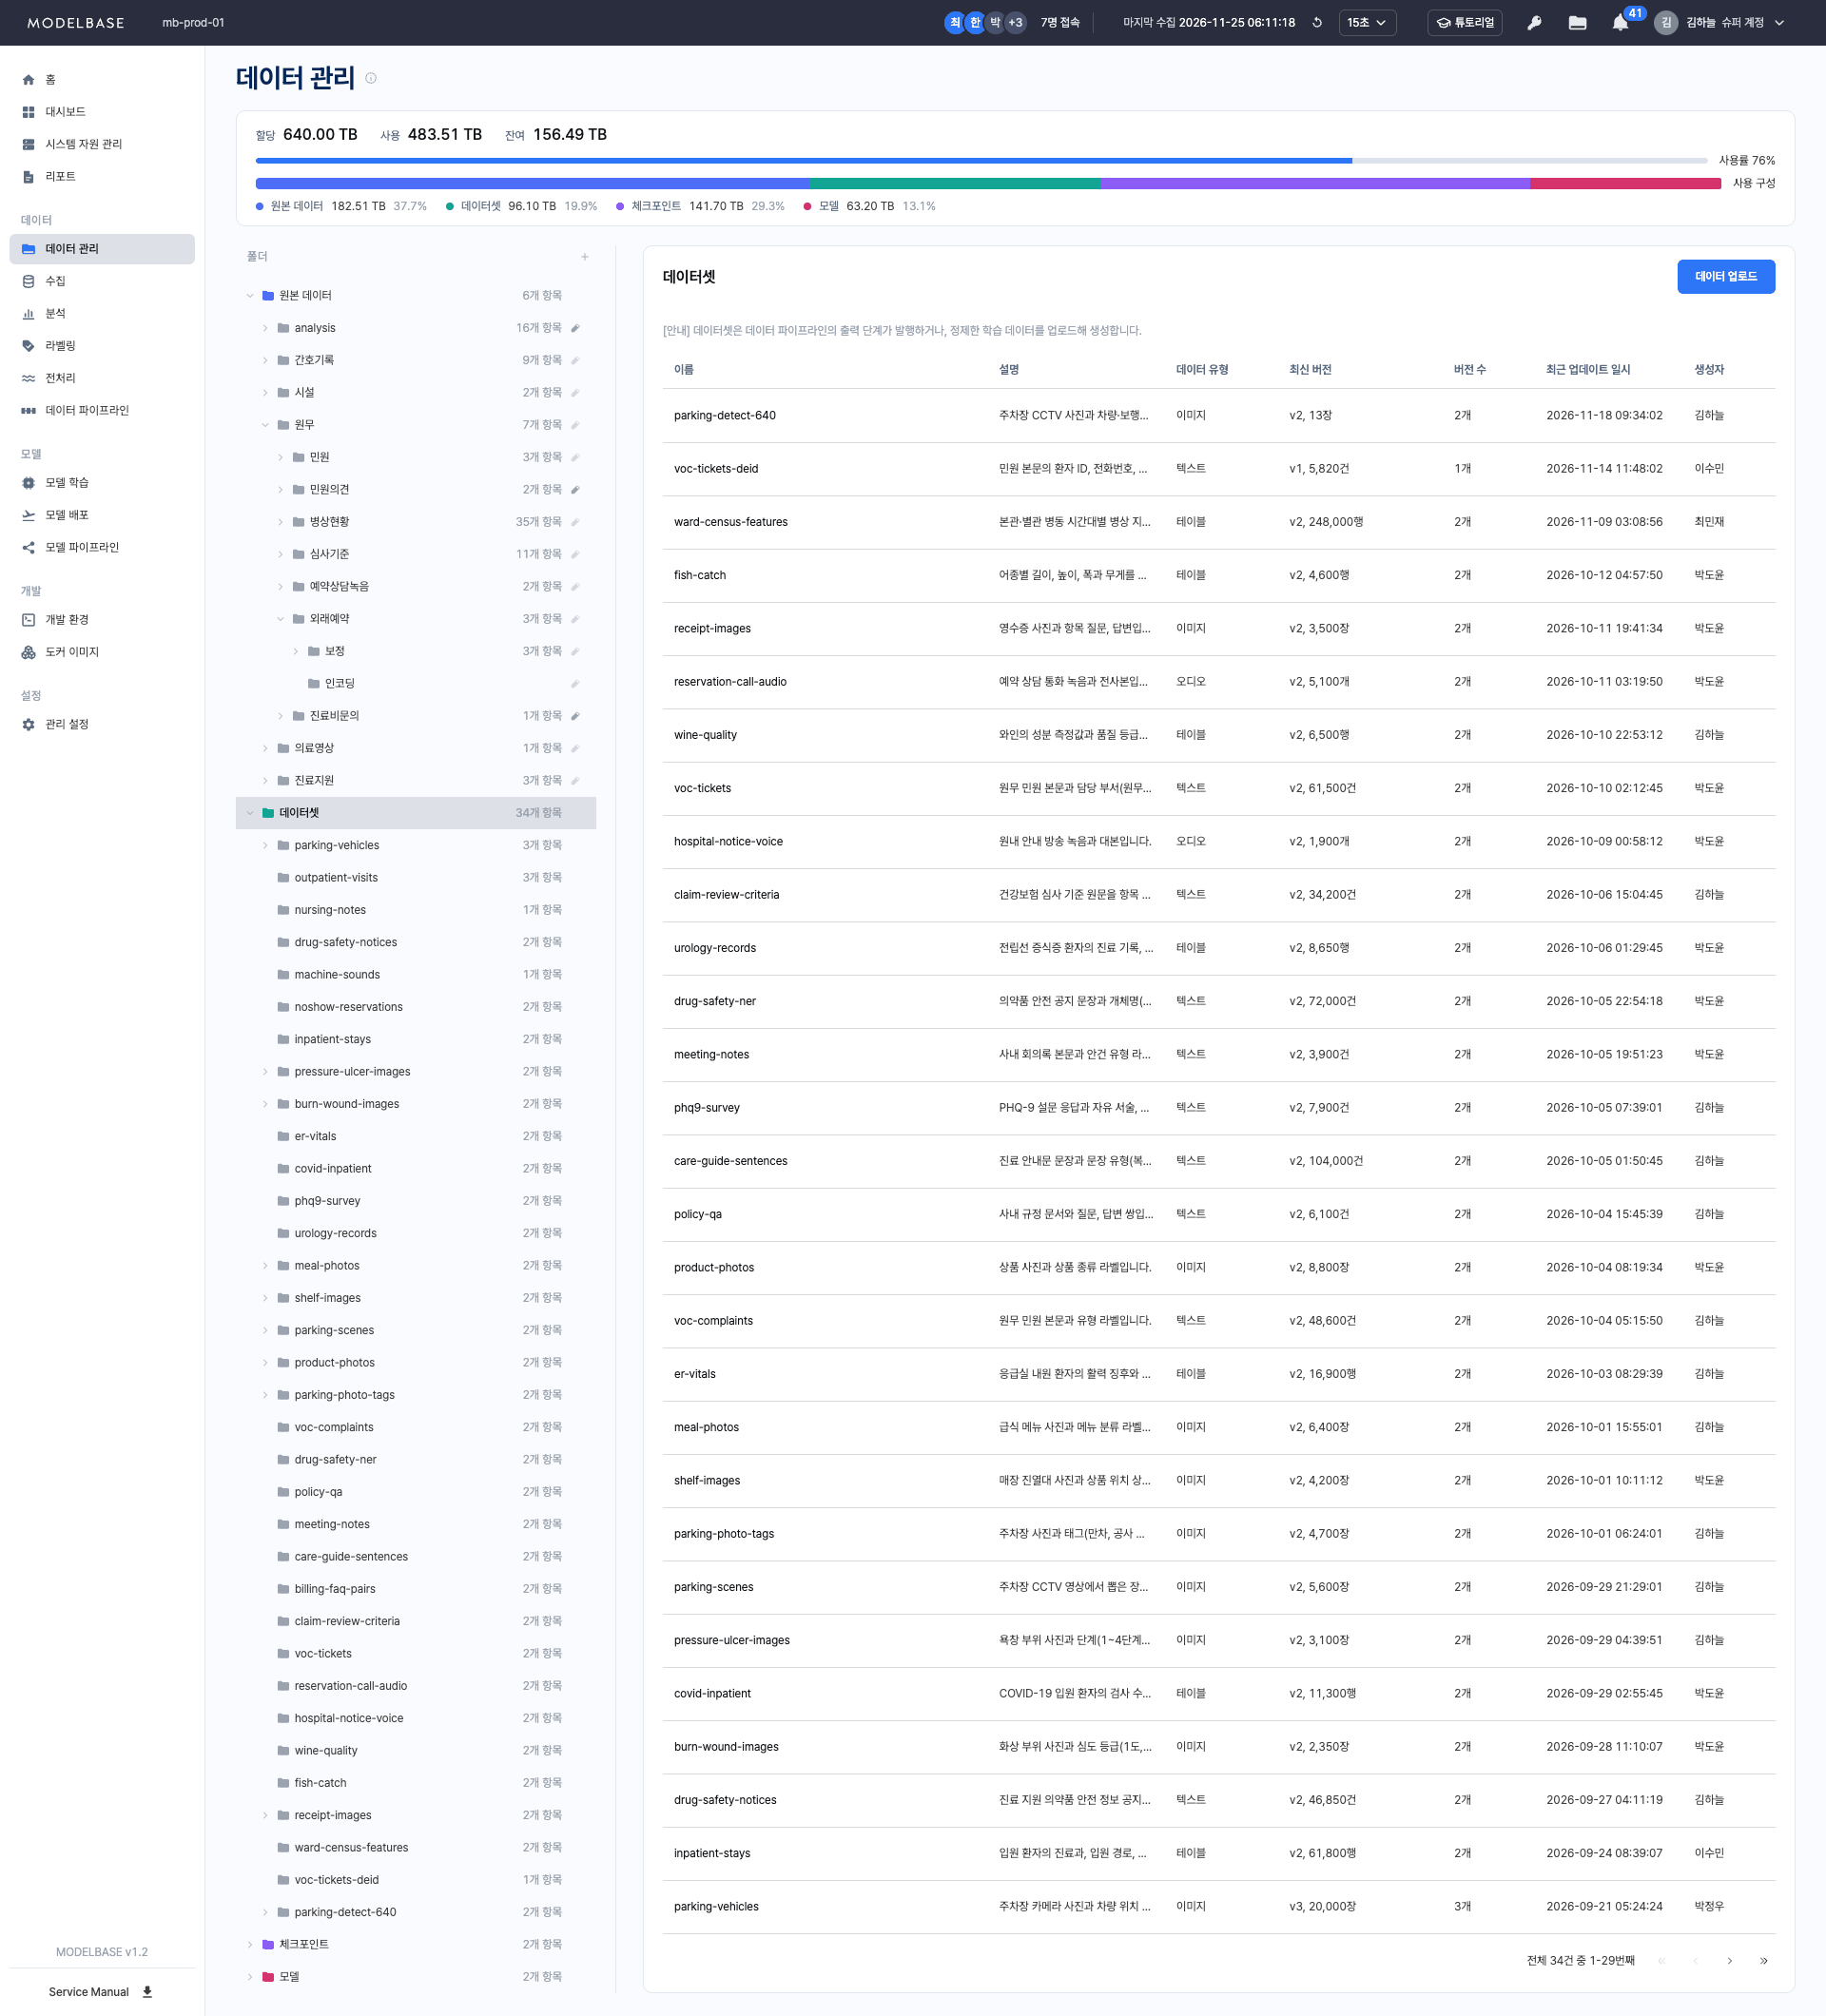 MODELBASE
mb-prod-01
최 한 박 +3 7명 접속
마지막 수집 2026-11-25 06:11:18
15초
튜토리얼
41
김 김하늘 슈퍼 계정
홈
대시보드
시스템 자원 관리
리포트
데이터
데이터 관리
수집
분석
라벨링
전처리
데이터 파이프라인
모델
모델 학습
모델 배포
모델 파이프라인
개발
개발 환경
도커 이미지
설정
관리 설정
MODELBASE v1.2
Service Manual
데이터 관리
할당 640.00 TB 사용 483.51 TB 잔여 156.49 TB
사용률 76%
사용 구성
원본 데이터 182.51 TB 37.7% 데이터셋 96.10 TB 19.9% 체크포인트 141.70 TB 29.3% 모델 63.20 TB 13.1%
폴더
원본 데이터 6개 항목
analysis 16개 항목
간호기록 9개 항목
시설 2개 항목
원무 7개 항목
민원 3개 항목
민원의견 2개 항목
병상현황 35개 항목
심사기준 11개 항목
예약상담녹음 2개 항목
외래예약 3개 항목
보정 3개 항목
인코딩
진료비문의 1개 항목
의료영상 1개 항목
진료지원 3개 항목
데이터셋 34개 항목
parking-vehicles 3개 항목
outpatient-visits 3개 항목
nursing-notes 1개 항목
drug-safety-notices 2개 항목
machine-sounds 1개 항목
noshow-reservations 2개 항목
inpatient-stays 2개 항목
pressure-ulcer-images 2개 항목
burn-wound-images 2개 항목
er-vitals 2개 항목
covid-inpatient 2개 항목
phq9-survey 2개 항목
urology-records 2개 항목
meal-photos 2개 항목
shelf-images 2개 항목
parking-scenes 2개 항목
product-photos 2개 항목
parking-photo-tags 2개 항목
voc-complaints 2개 항목
drug-safety-ner 2개 항목
policy-qa 2개 항목
meeting-notes 2개 항목
care-guide-sentences 2개 항목
billing-faq-pairs 2개 항목
claim-review-criteria 2개 항목
voc-tickets 2개 항목
reservation-call-audio 2개 항목
hospital-notice-voice 2개 항목
wine-quality 2개 항목
fish-catch 2개 항목
receipt-images 2개 항목
ward-census-features 2개 항목
voc-tickets-deid 1개 항목
parking-detect-640 2개 항목
체크포인트 2개 항목
모델 2개 항목
데이터셋
데이터 업로드
[안내] 데이터셋은 데이터 파이프라인의 출력 단계가 발행하거나, 정제한 학습 데이터를 업로드해 생성합니다.
이름 설명 데이터 유형 최신 버전 버전 수 최근 업데이트 일시 생성자
parking-detect-640 주차장 CCTV 사진과 차량·보행... 이미지 v2, 13장 2개 2026-11-18 09:34:02 김하늘
voc-tickets-deid 민원 본문의 환자 ID, 전화번호, ... 텍스트 v1, 5,820건 1개 2026-11-14 11:48:02 이수민
ward-census-features 본관·별관 병동 시간대별 병상 지... 테이블 v2, 248,000행 2개 2026-11-09 03:08:56 최민재
fish-catch 어종별 길이, 높이, 폭과 무게를 ... 테이블 v2, 4,600행 2개 2026-10-12 04:57:50 박도윤
receipt-images 영수증 사진과 항목 질문, 답변입... 이미지 v2, 3,500장 2개 2026-10-11 19:41:34 박도윤
reservation-call-audio 예약 상담 통화 녹음과 전사본입... 오디오 v2, 5,100개 2개 2026-10-11 03:19:50 박도윤
wine-quality 와인의 성분 측정값과 품질 등급... 테이블 v2, 6,500행 2개 2026-10-10 22:53:12 김하늘
voc-tickets 원무 민원 본문과 담당 부서(원무... 텍스트 v2, 61,500건 2개 2026-10-10 02:12:45 박도윤
hospital-notice-voice 원내 안내 방송 녹음과 대본입니다. 오디오 v2, 1,900개 2개 2026-10-09 00:58:12 박도윤
claim-review-criteria 건강보험 심사 기준 원문을 항목 ... 텍스트 v2, 34,200건 2개 2026-10-06 15:04:45 김하늘
urology-records 전립선 증식증 환자의 진료 기록, ... 테이블 v2, 8,650행 2개 2026-10-06 01:29:45 박도윤
drug-safety-ner 의약품 안전 공지 문장과 개체명(... 텍스트 v2, 72,000건 2개 2026-10-05 22:54:18 박도윤
meeting-notes 사내 회의록 본문과 안건 유형 라... 텍스트 v2, 3,900건 2개 2026-10-05 19:51:23 박도윤
phq9-survey PHQ-9 설문 응답과 자유 서술, ... 텍스트 v2, 7,900건 2개 2026-10-05 07:39:01 김하늘
care-guide-sentences 진료 안내문 문장과 문장 유형(복... 텍스트 v2, 104,000건 2개 2026-10-05 01:50:45 김하늘
policy-qa 사내 규정 문서와 질문, 답변 쌍입... 텍스트 v2, 6,100건 2개 2026-10-04 15:45:39 김하늘
product-photos 상품 사진과 상품 종류 라벨입니다. 이미지 v2, 8,800장 2개 2026-10-04 08:19:34 박도윤
voc-complaints 원무 민원 본문과 유형 라벨입니다. 텍스트 v2, 48,600건 2개 2026-10-04 05:15:50 김하늘
er-vitals 응급실 내원 환자의 활력 징후와 ... 테이블 v2, 16,900행 2개 2026-10-03 08:29:39 김하늘
meal-photos 급식 메뉴 사진과 메뉴 분류 라벨... 이미지 v2, 6,400장 2개 2026-10-01 15:55:01 김하늘
shelf-images 매장 진열대 사진과 상품 위치 상... 이미지 v2, 4,200장 2개 2026-10-01 10:11:12 박도윤
parking-photo-tags 주차장 사진과 태그(만차, 공사 ... 이미지 v2, 4,700장 2개 2026-10-01 06:24:01 김하늘
parking-scenes 주차장 CCTV 영상에서 뽑은 장... 이미지 v2, 5,600장 2개 2026-09-29 21:29:01 김하늘
pressure-ulcer-images 욕창 부위 사진과 단계(1~4단계... 이미지 v2, 3,100장 2개 2026-09-29 04:39:51 김하늘
covid-inpatient COVID-19 입원 환자의 검사 수... 테이블 v2, 11,300행 2개 2026-09-29 02:55:45 박도윤
burn-wound-images 화상 부위 사진과 심도 등급(1도,... 이미지 v2, 2,350장 2개 2026-09-28 11:10:07 박도윤
drug-safety-notices 진료 지원 의약품 안전 정보 공지... 텍스트 v2, 46,850건 2개 2026-09-27 04:11:19 김하늘
inpatient-stays 입원 환자의 진료과, 입원 경로, ... 테이블 v2, 61,800행 2개 2026-09-24 08:39:07 이수민
parking-vehicles 주차장 카메라 사진과 차량 위치 ... 이미지 v3, 20,000장 3개 2026-09-21 05:24:24 박정우
전체 34건 중 1-29번째